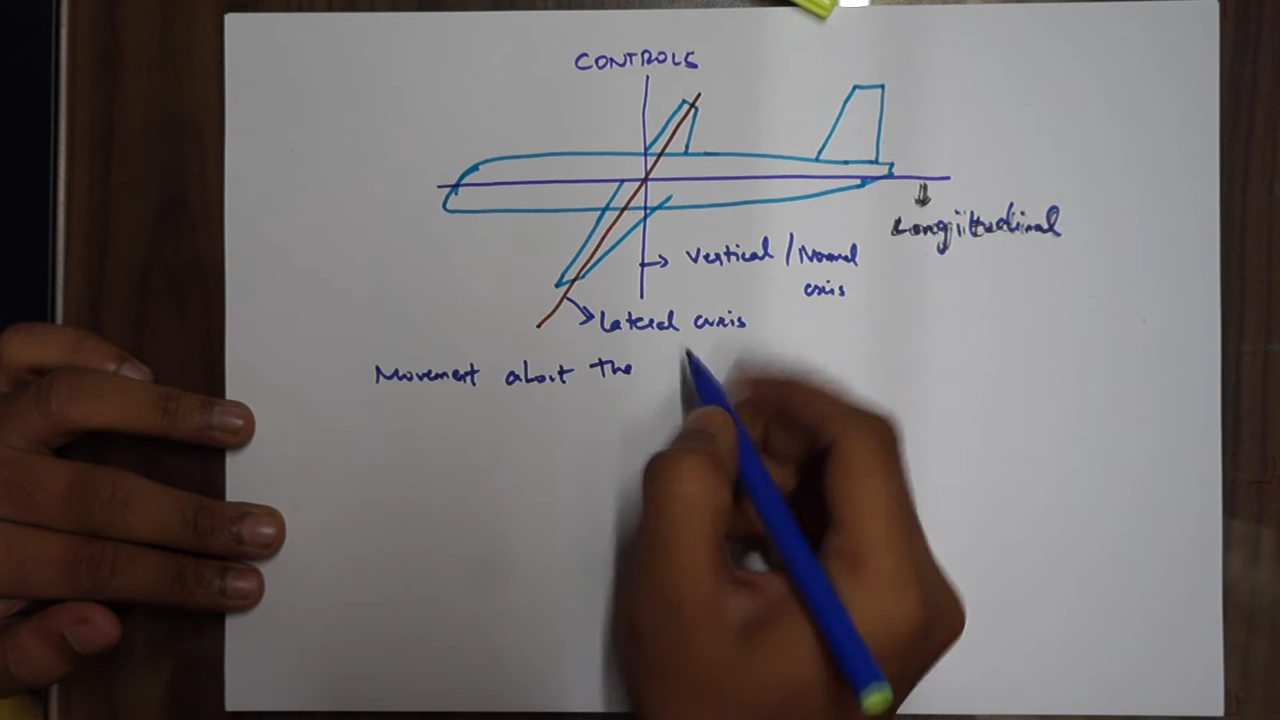 CONTROLS
Longitudinal
Vertical / Normal
axis
Lateral axis
Movement about the